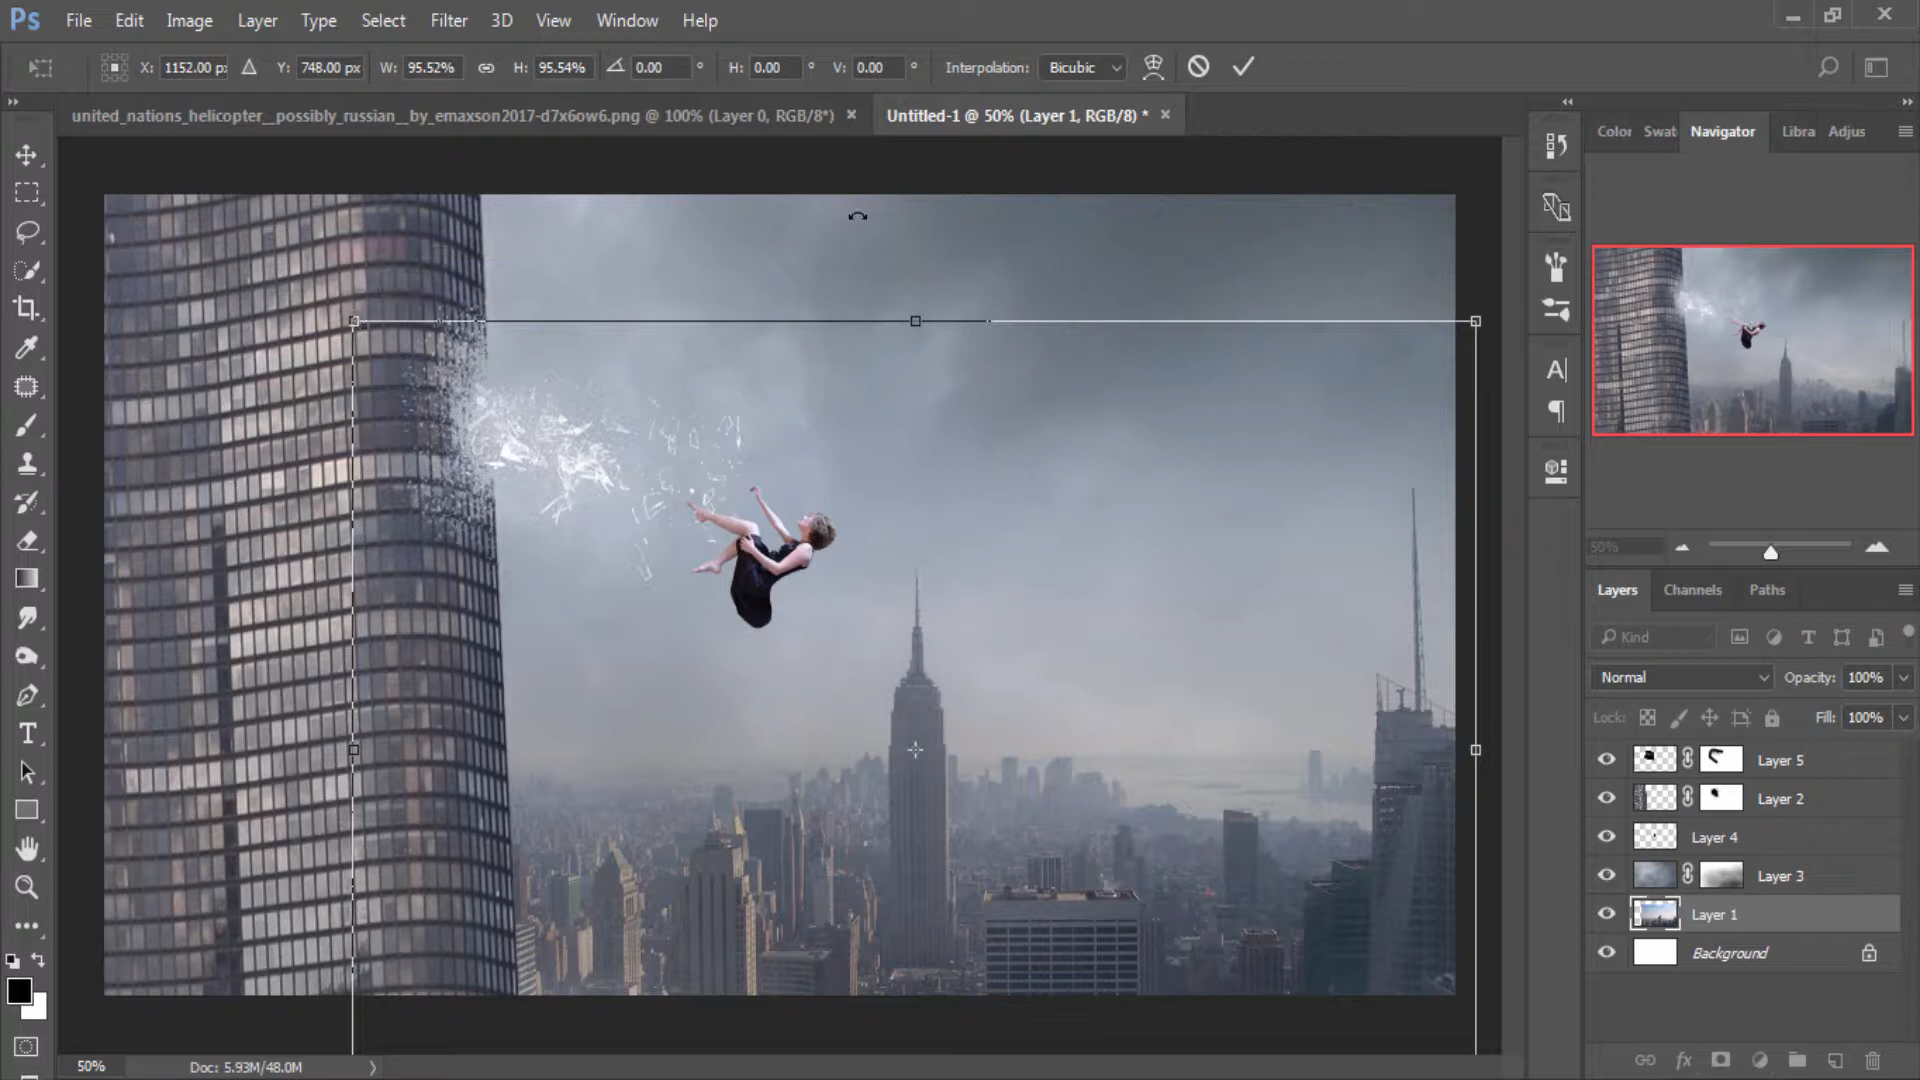 Ps File Edit Image Layer Type Select Filter 3D View Window Help
X: 1152.00 px Y: 748.00 px W: 95.52% H: 95.54% 0.00 ° H: 0.00 ° V: 0.00 ° Interpolation: Bicubic
united_nations_helicopter__possibly_russian__by_emaxson2017-d7x6ow6.png @ 100% (Layer 0, RGB/8*) × Untitled-1 @ 50% (Layer 1, RGB/8) * ×
Color Swat Navigator Libra Adjus
50%
Layers Channels Paths
Kind
Normal Opacity: 100%
Lock: Fill: 100%
Layer 5
Layer 2
Layer 4
Layer 3
Layer 1
Background
50% Doc: 5.93M/48.0M